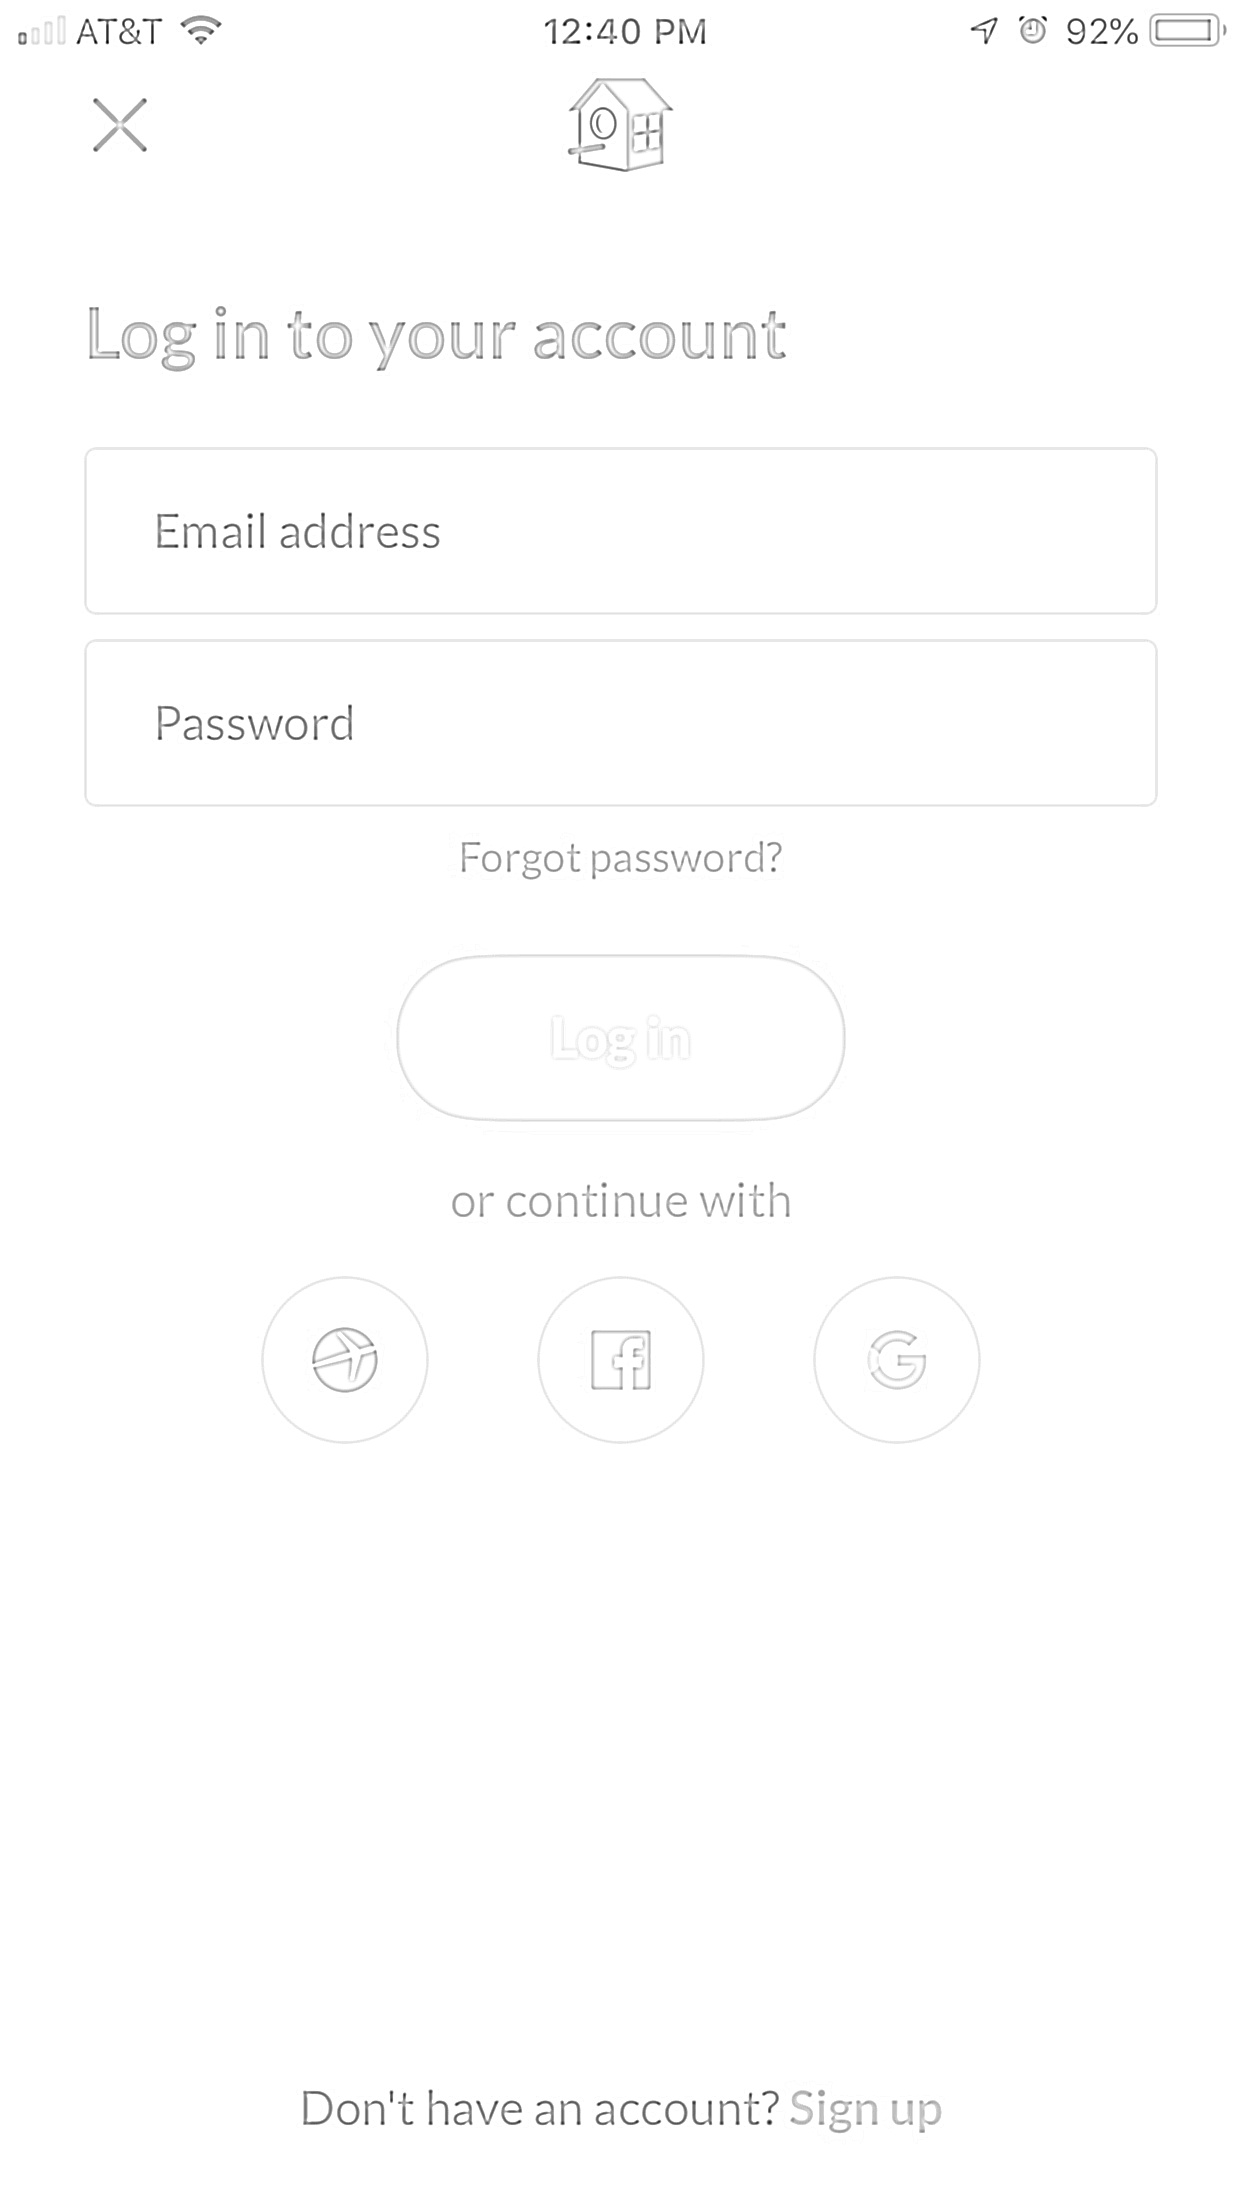 AT&T 12:40 PM 92%
Log in to your account
Email address
Password
Forgot password?
Log in
or continue with
Don't have an account? Sign up